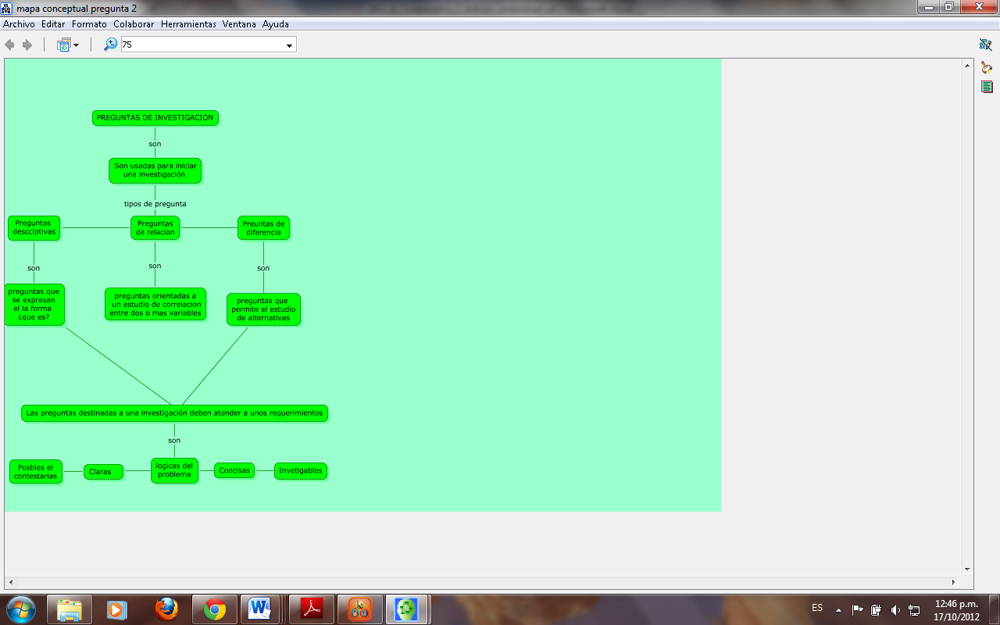 mapa conceptual pregunta 2
Archivo Editar Formato Colaborar Herramientas Ventana Ayuda
75
PREGUNTAS DE INVESTIGACION
son
Son usadas para iniciar
una investigación
tipos de pregunta
Preguntas
descciptivas
Preguntas
de relacion
Preuntas de
diferencia
son
son
son
preguntas que
se expresan
el la forma
¿que es?
preguntas orientadas a
un estudio de correlacion
entre dos o mas variables
preguntas que
permite el estudio
de alternativas
Las preguntas destinadas a una investigación deben atender a unos requerimientos
son
Posbles el
contestarlas
Claras
logicas del
problema
Concisas
Invetigables
ES
12:46 p.m.
17/10/2012